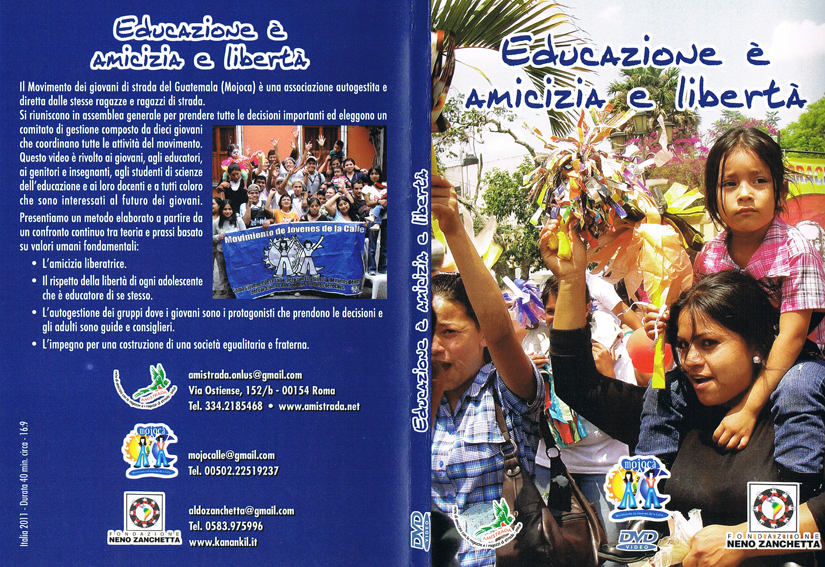 Educazione è
amicizia e libertà
Il Movimento dei giovani di strada del Guatemala (Mojoca) è una associazione autogestita e
diretta dalle stesse ragazze e ragazzi di strada.
Si riuniscono in assemblea generale per prendere tutte le decisioni importanti ed eleggono un
comitato di gestione composto da dieci giovani
che coordinano tutte le attività del movimento.
Questo video è rivolto ai giovani, agli educatori,
ai genitori e insegnanti, agli studenti di scienze
dell'educazione e ai loro docenti e a tutti coloro
che sono interessati al futuro dei giovani.
Presentiamo un metodo elaborato a partire da
un confronto continuo tra teoria e prassi basato
su valori umani fondamentali:
• L'amicizia liberatrice.
• Il rispetto della libertà di ogni adolescente
che è educatore di se stesso.
• L'autogestione dei gruppi dove i giovani sono i protagonisti che prendono le decisioni e
gli adulti sono guide e consiglieri.
• L'impegno per una costruzione di una società egualitaria e fraterna.
Movimiento de Jovenes de la Calle
amistrada.onlus@gmail.com
Via Ostiense, 152/b - 00154 Roma
Tel. 334.2185468 • www.amistrada.net
mojoca
mojocalle@gmail.com
Tel. 00502.22519237
FONDAZIONE
NENO ZANCHETTA
aldozanchetta@gmail.com
Tel. 0583.975996
www.kanankil.it
Italia 2011 - Durata 40 min. circa - 16:9
Educazione è amicizia e libertà
DVD
VIDEO
Educazione è
amicizia e libertà
AMISTRADA
mojoca
DVD
VIDEO
FONDAZIONE
NENO ZANCHETTA